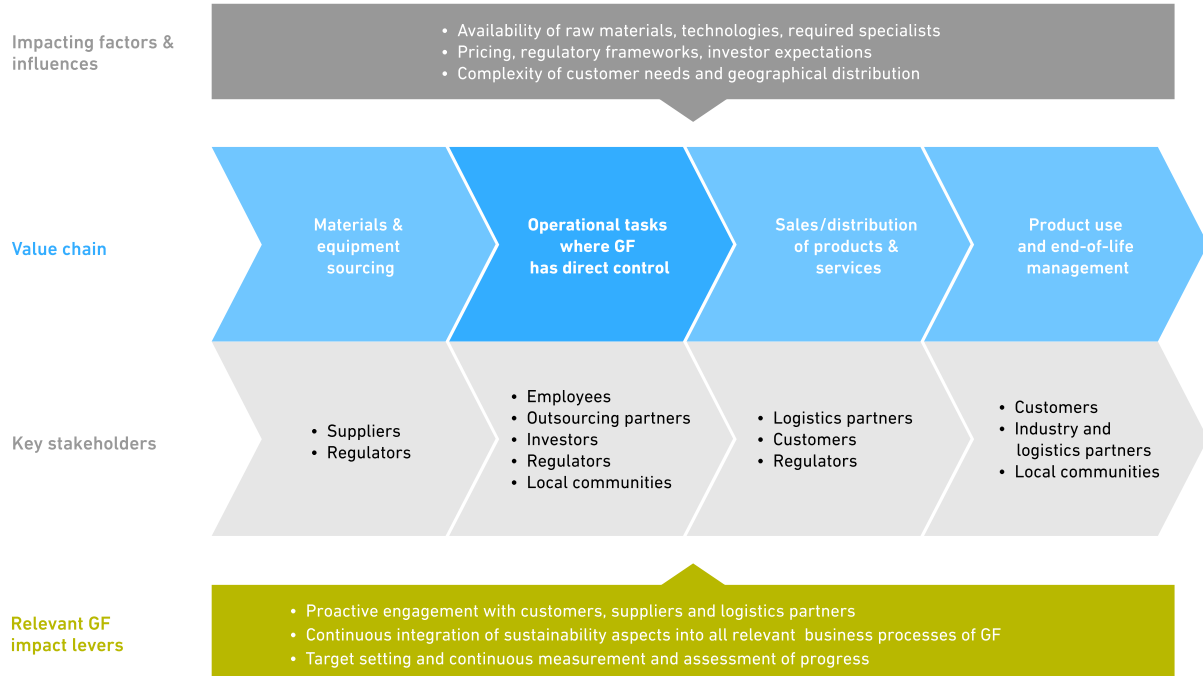 Impacting factors &
influences
• Availability of raw materials, technologies, required specialists
• Pricing, regulatory frameworks, investor expectations
• Complexity of customer needs and geographical distribution
Value chain
Materials &
equipment
sourcing
Operational tasks
where GF
has direct control
Sales/distribution
of products &
services
Product use
and end-of-life
management
Key stakeholders
• Suppliers
• Regulators
• Employees
• Outsourcing partners
• Investors
• Regulators
• Local communities
• Logistics partners
• Customers
• Regulators
• Customers
• Industry and
logistics partners
• Local communities
Relevant GF
impact levers
• Proactive engagement with customers, suppliers and logistics partners
• Continuous integration of sustainability aspects into all relevant business processes of GF
• Target setting and continuous measurement and assessment of progress